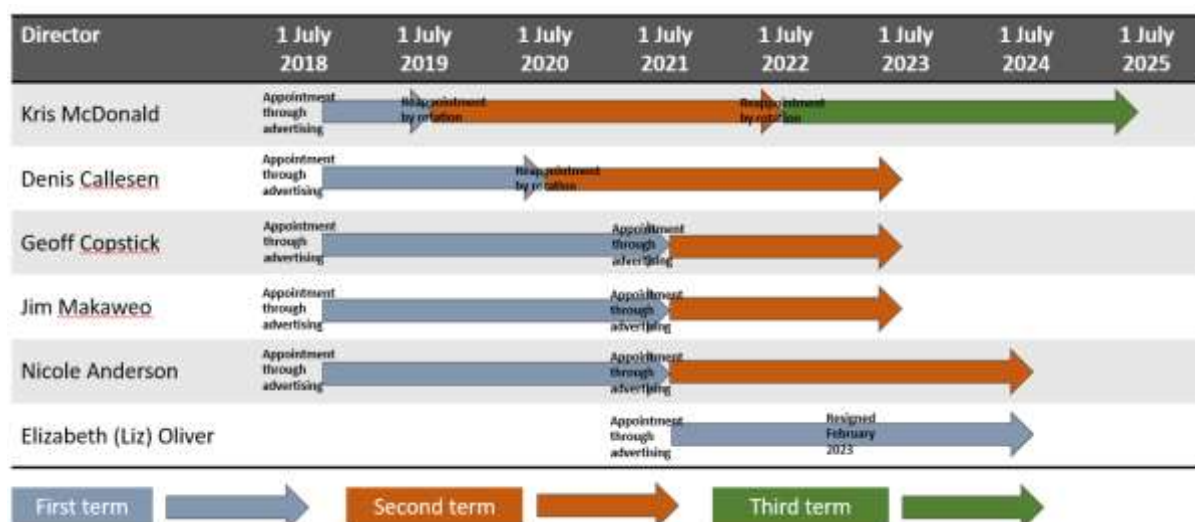 Director 1 July 1 July 1 July 1 July 1 July 1 July 1 July 1 July
2018 2019 2020 2021 2022 2023 2024 2025
Kris McDonald
Appointment
through
advertising
Reappointment
by rotation
Reappointment
by rotation
Denis Callesen
Appointment
through
advertising
Reappointment
by rotation
Geoff Copstick
Appointment
through
advertising
Appointment
through
advertising
Jim Makaweo
Appointment
through
advertising
Appointment
through
advertising
Nicole Anderson
Appointment
through
advertising
Appointment
through
advertising
Elizabeth (Liz) Oliver
Appointment
through
advertising
Resigned
February
2023
First term
Second term
Third term